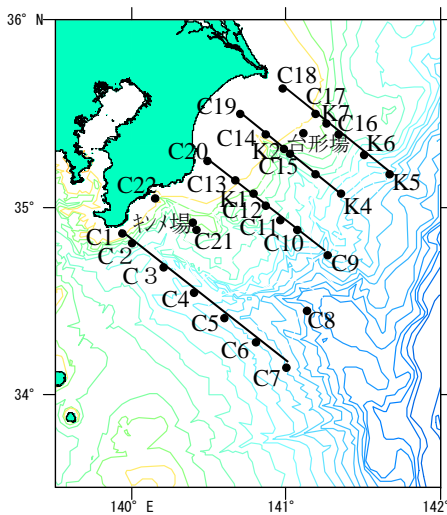 36° N
C18
C17
C19
K7
C16
C14
台形場
K6
K2
C20
C15
K5
C13
C22
K1
K4
C12
35°
ｷﾝﾒ場
C11
C1
C21
C10
C２
C9
C３
C4
C8
C5
C6
C7
34°
140° E
141°
142°